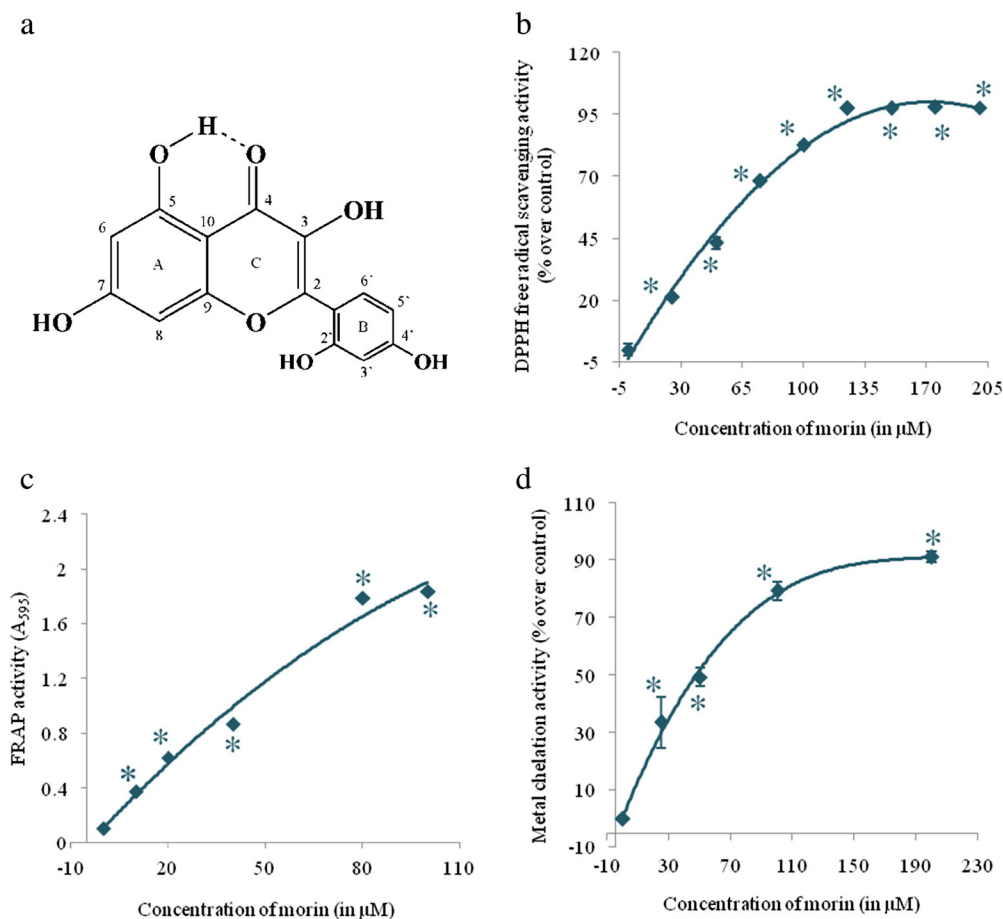 a
H
O
O
5
4
6
10
3
OH
A
C
7
2
6`
5`
HO
8
9
O
B
2`
4`
HO
3`
OH
b
DPPH free radical scavenging activity
(% over control)
120
95
70
45
20
-5
* * * * * * * *
-5 30 65 100 135 170 205
Concentration of morin (in µM)
c
FRAP activity (A595)
2.4
2
1.6
1.2
0.8
0.4
0
* * * * *
-10 20 50 80 110
Concentration of morin (in µM)
d
Metal chelation activity (% over control)
110
90
70
50
30
10
-10
* * * *
-10 30 70 110 150 190 230
Concentration of morin (in µM)